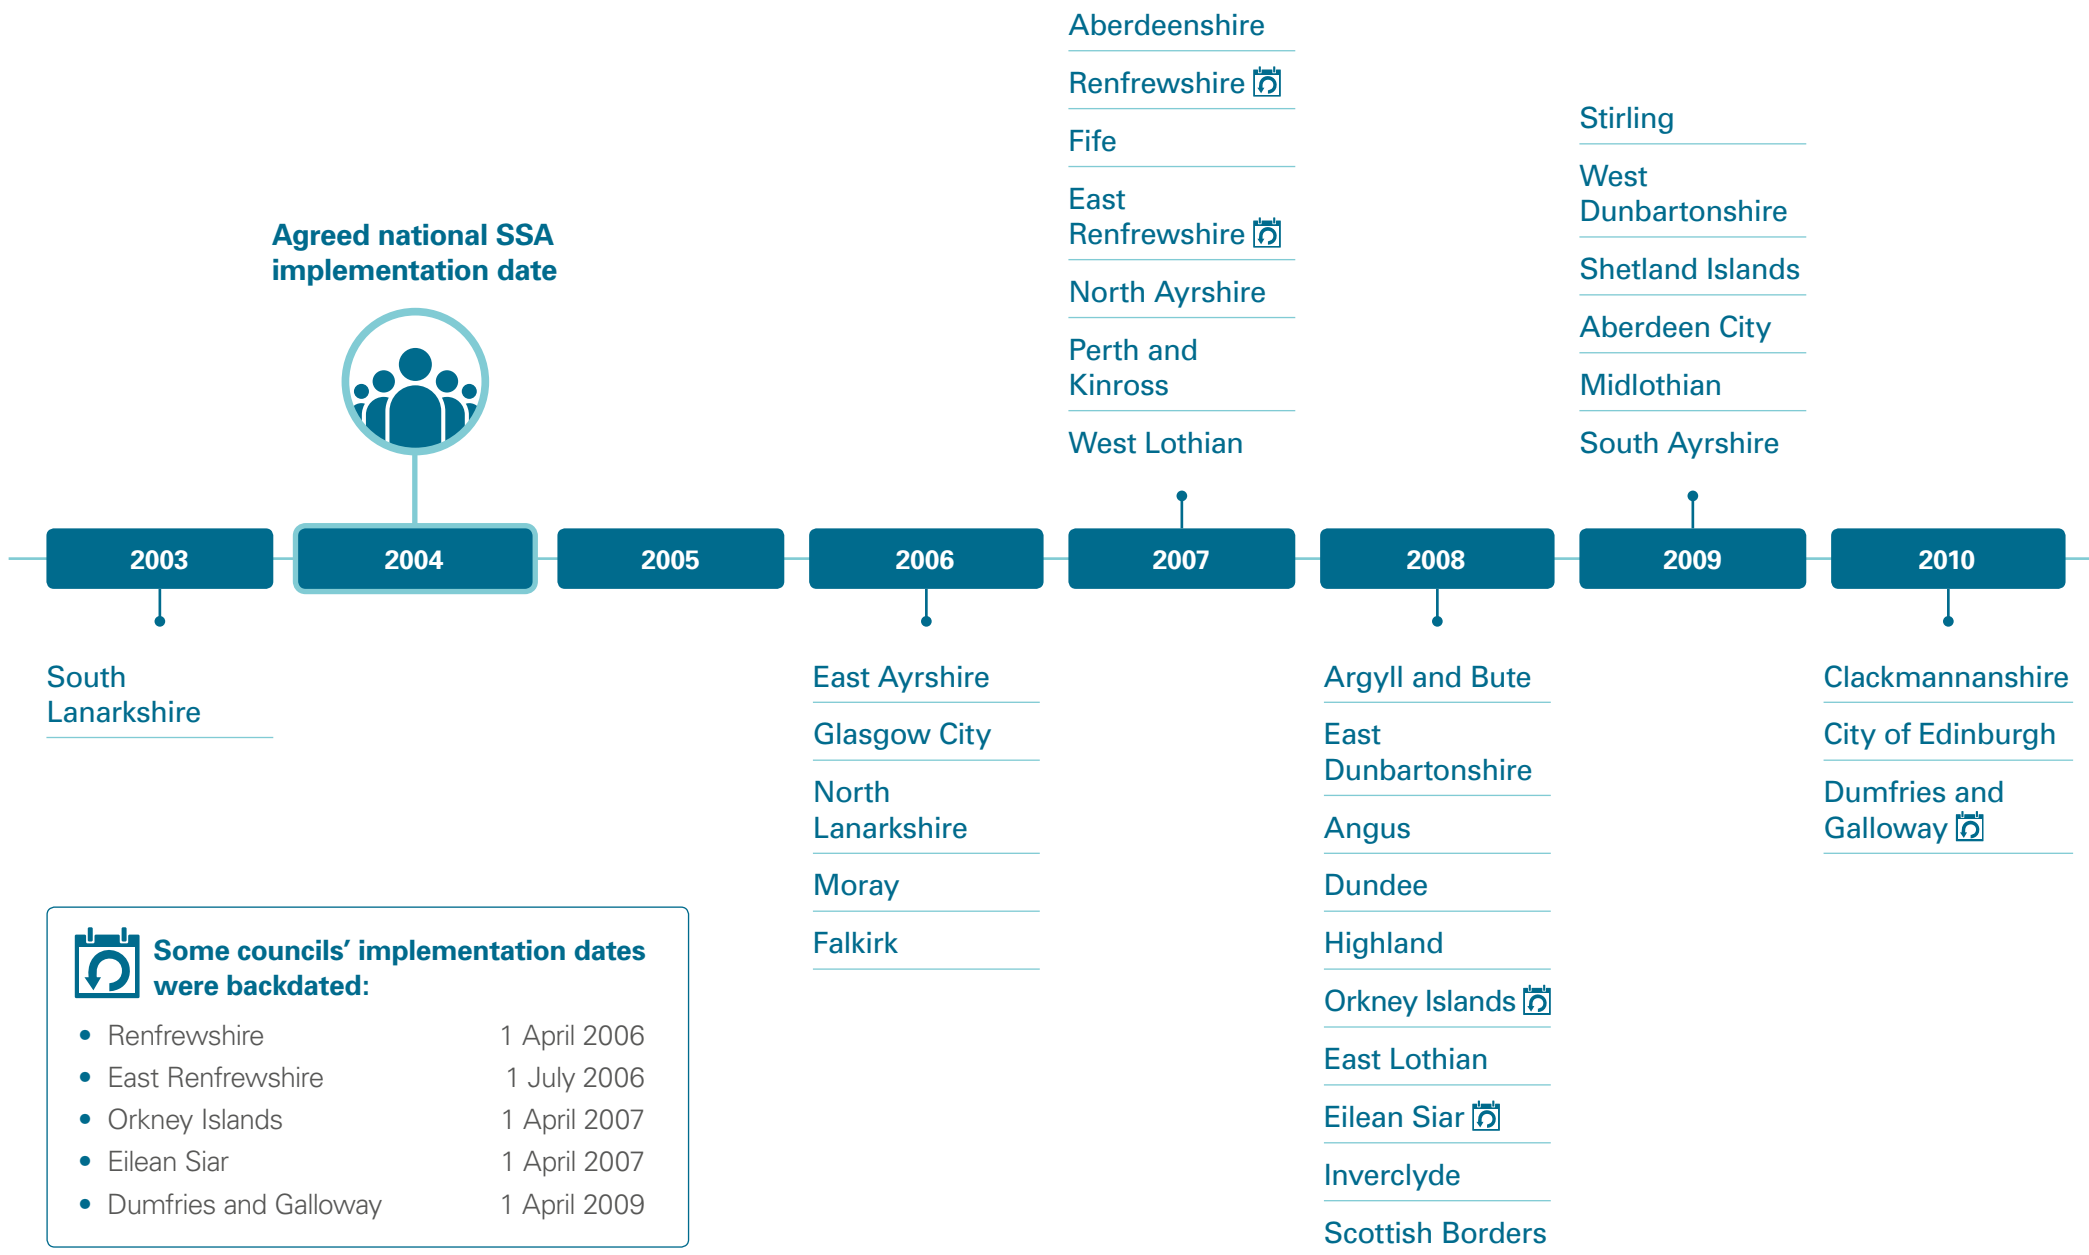 Aberdeenshire
Renfrewshire
Fife
East
Renfrewshire
North Ayrshire
Perth and
Kinross
West Lothian
Stirling
West
Dunbartonshire
Shetland Islands
Aberdeen City
Midlothian
South Ayrshire
Agreed national SSA
implementation date
2003
2004
2005
2006
2007
2008
2009
2010
South
Lanarkshire
East Ayrshire
Glasgow City
North
Lanarkshire
Moray
Falkirk
Argyll and Bute
East
Dunbartonshire
Angus
Dundee
Highland
Orkney Islands
East Lothian
Eilean Siar
Inverclyde
Scottish Borders
Clackmannanshire
City of Edinburgh
Dumfries and
Galloway
Some councils’ implementation dates
were backdated:
• Renfrewshire 1 April 2006
• East Renfrewshire 1 July 2006
• Orkney Islands 1 April 2007
• Eilean Siar 1 April 2007
• Dumfries and Galloway 1 April 2009